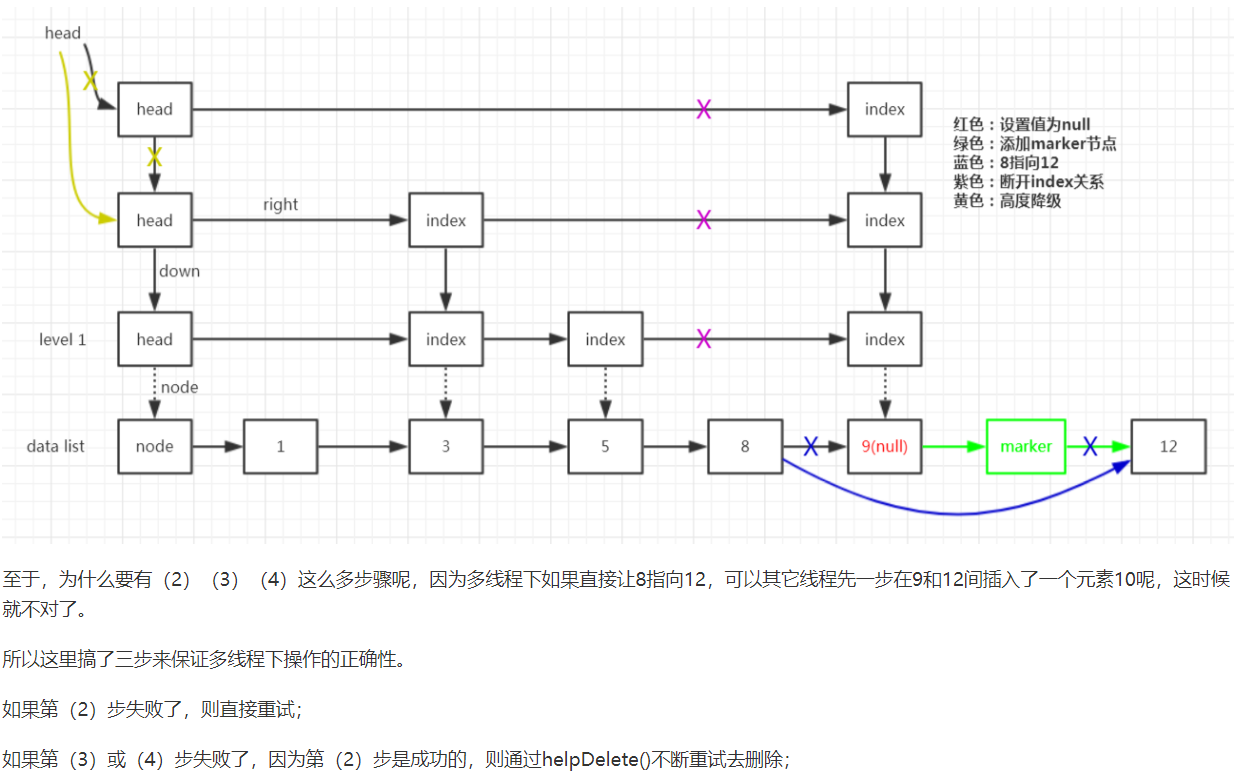 head
head
index
红色：设置值为null
绿色：添加marker节点
蓝色：8指向12
紫色：断开index关系
黄色：高度降级
head
right
index
index
down
level 1
head
index
index
index
node
data list
node
1
3
5
8
9(null)
marker
12
至于，为什么要有（2）（3）（4）这么多步骤呢，因为多线程下如果直接让8指向12，可以其它线程先一步在9和12间插入了一个元素10呢，这时候
就不对了。
所以这里搞了三步来保证多线程下操作的正确性。
如果第（2）步失败了，则直接重试；
如果第（3）或（4）步失败了，因为第（2）步是成功的，则通过helpDelete()不断重试去删除；